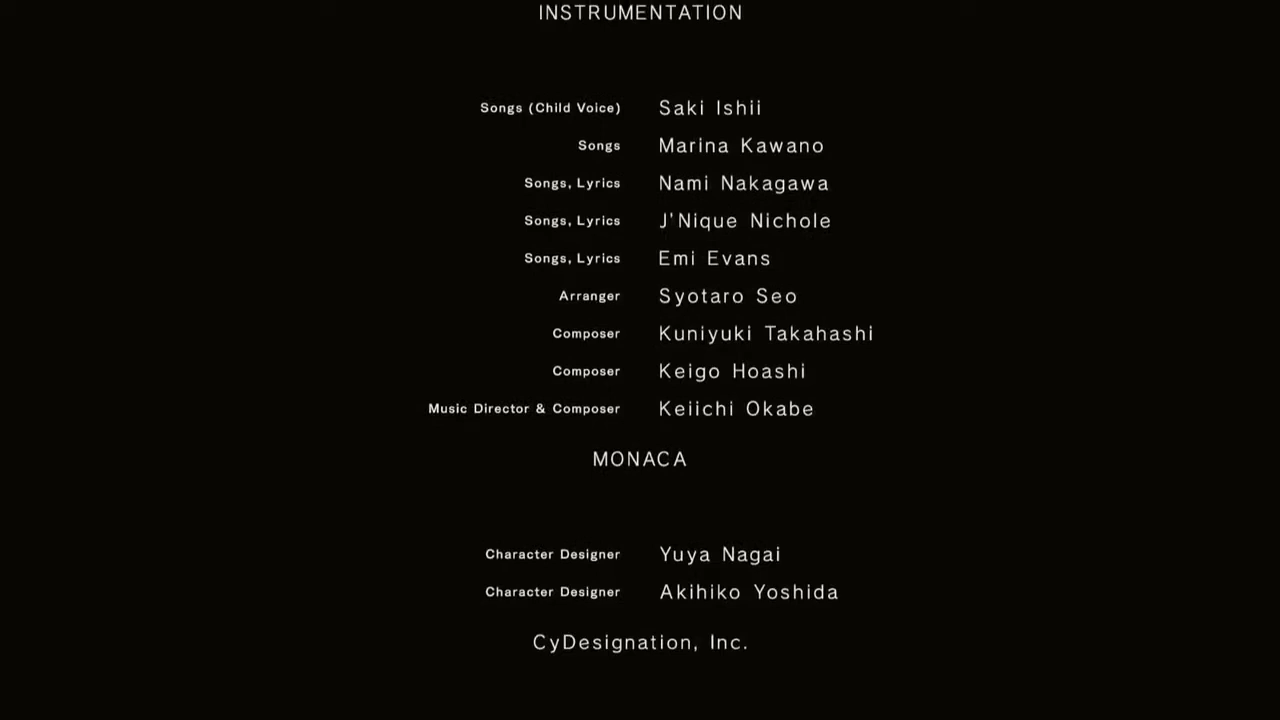 INSTRUMENTATION
Songs (Child Voice) Saki Ishii
Songs Marina Kawano
Songs, Lyrics Nami Nakagawa
Songs, Lyrics J'Nique Nichole
Songs, Lyrics Emi Evans
Arranger Syotaro Seo
Composer Kuniyuki Takahashi
Composer Keigo Hoashi
Music Director & Composer Keiichi Okabe
MONACA
Character Designer Yuya Nagai
Character Designer Akihiko Yoshida
CyDesignation, Inc.